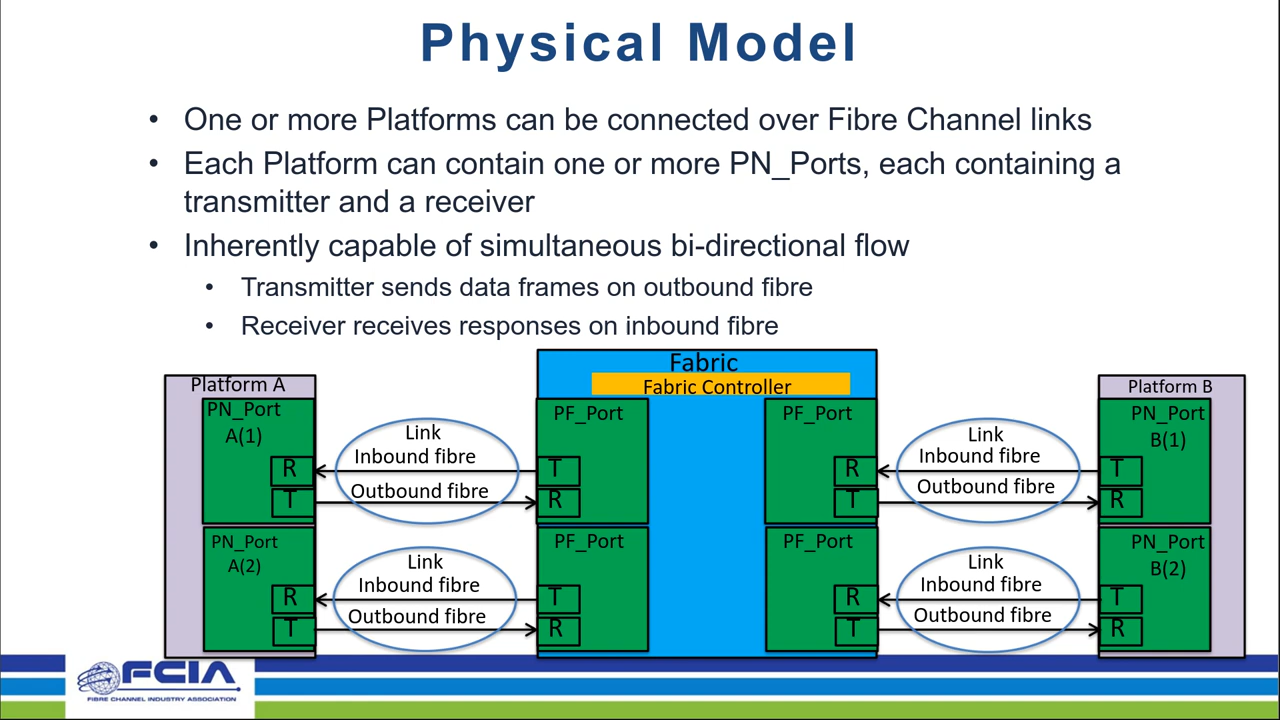 Physical Model
• One or more Platforms can be connected over Fibre Channel links
• Each Platform can contain one or more PN_Ports, each containing a
transmitter and a receiver
• Inherently capable of simultaneous bi-directional flow
• Transmitter sends data frames on outbound fibre
• Receiver receives responses on inbound fibre
Platform A
PN_Port
A(1)
R
T
PN_Port
A(2)
R
T
Link
Inbound fibre
Outbound fibre
Link
Inbound fibre
Outbound fibre
Fabric
Fabric Controller
PF_Port
T
R
PF_Port
T
R
PF_Port
R
T
PF_Port
R
T
Link
Inbound fibre
Outbound fibre
Link
Inbound fibre
Outbound fibre
Platform B
PN_Port
B(1)
T
R
PN_Port
B(2)
T
R
FCIA
FIBRE CHANNEL INDUSTRY ASSOCIATION